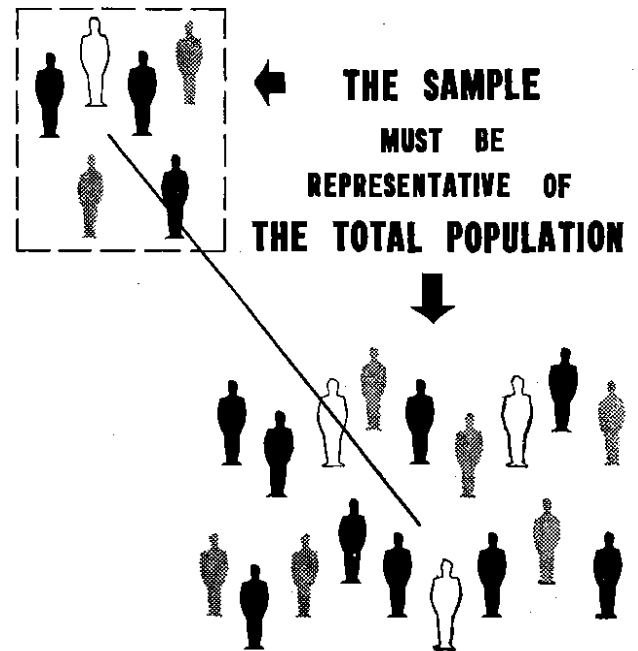 THE SAMPLE
MUST BE
REPRESENTATIVE OF
THE TOTAL POPULATION